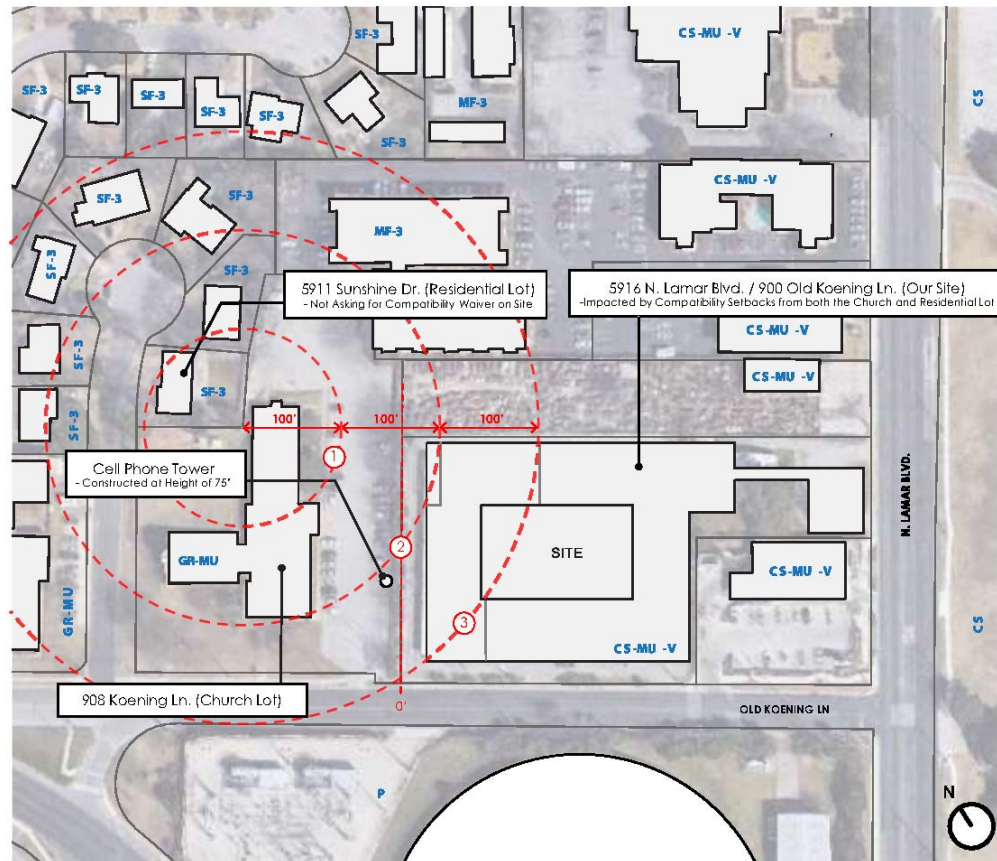 SF-3
CS-MU -V
CS
SF-3
SF-3
SF-3
SF-3
SF-3
MF-3
SF-3
CS-MU -V
SF-3
SF-3
MF-3
SF-3
SF-3
5911 Sunshine Dr. (Residential Lot)
- Not Asking for Compatibility Waiver on Site
5916 N. Lamar Blvd. / 900 Old Koening Ln. (Our Site)
-Impacted by Compatibility Setbacks from both the Church and Residential Lot
CS-MU -V
SF-3
SF-3
CS-MU -V
SF-3
100'
100'
100'
Cell Phone Tower
- Constructed at Height of 75'
1
N. LAMAR BLVD.
2
SITE
GR-MU
CS-MU -V
GR-MU
3
CS-MU -V
CS
908 Koening Ln. (Church Lot)
0'
OLD KOENING LN
P
N